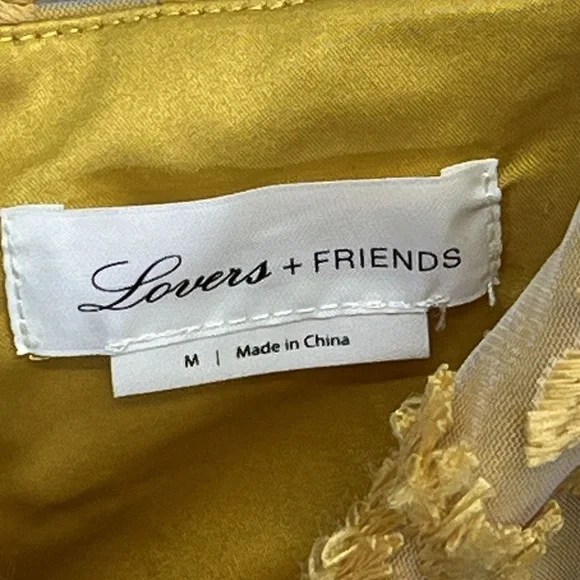 Lovers + FRIENDS
M | Made in China